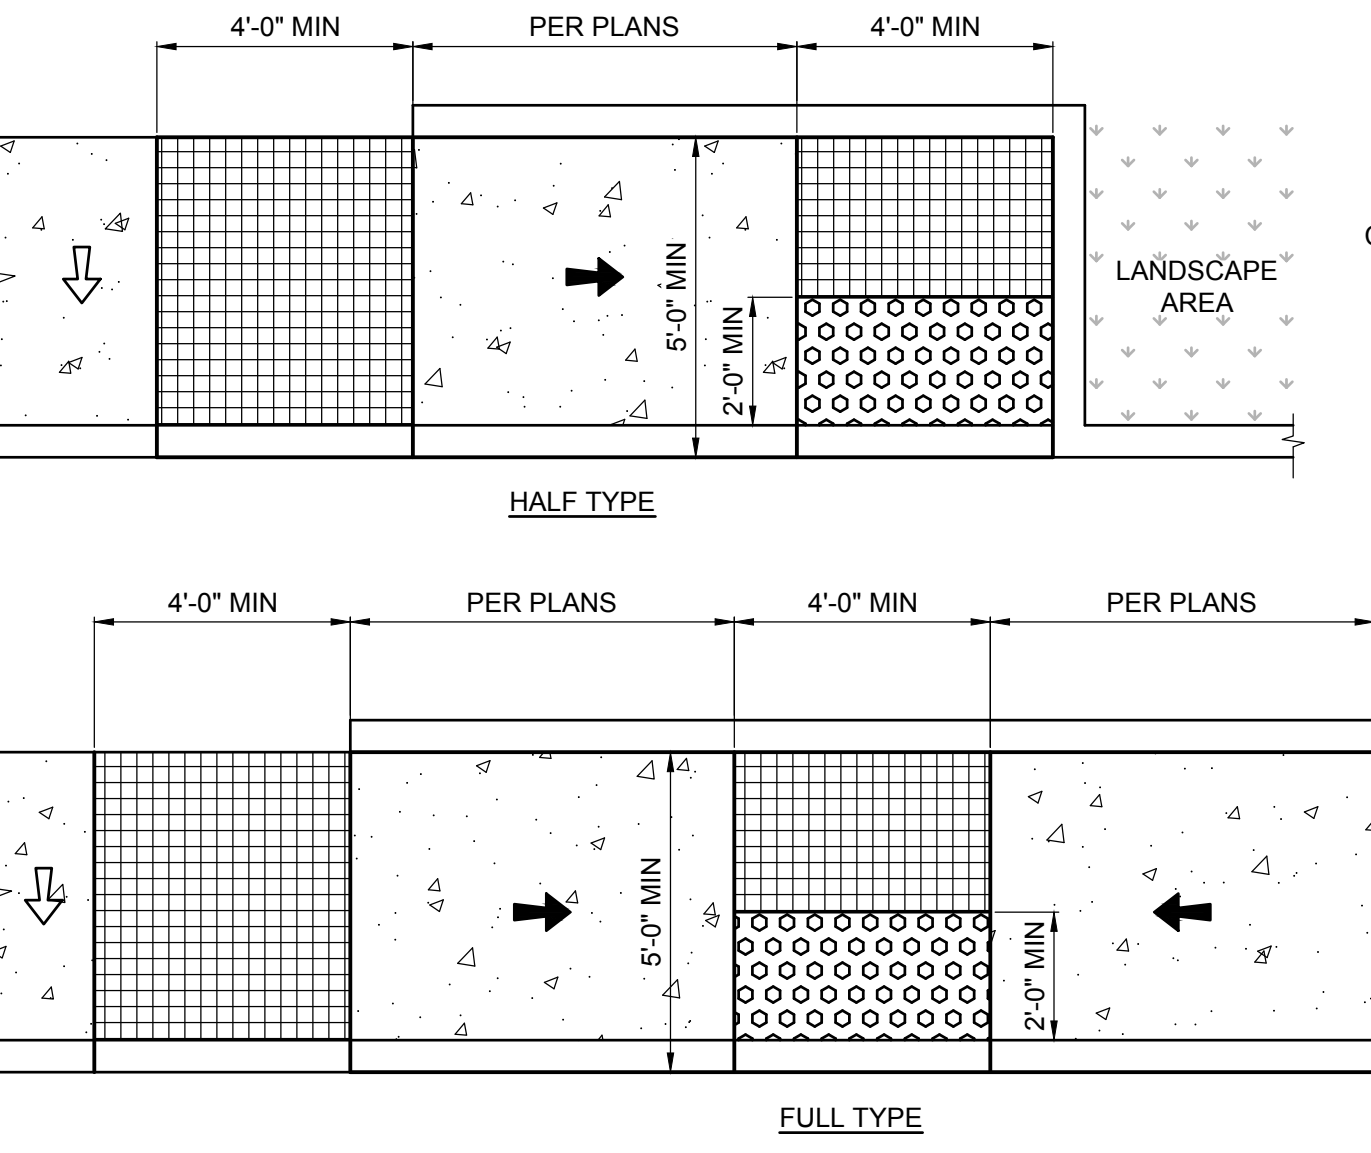 4'-0" MIN
PER PLANS
4'-0" MIN
5'-0" MIN
2'-0" MIN
LANDSCAPE
AREA
HALF TYPE
4'-0" MIN
PER PLANS
4'-0" MIN
PER PLANS
5'-0" MIN
2'-0" MIN
FULL TYPE